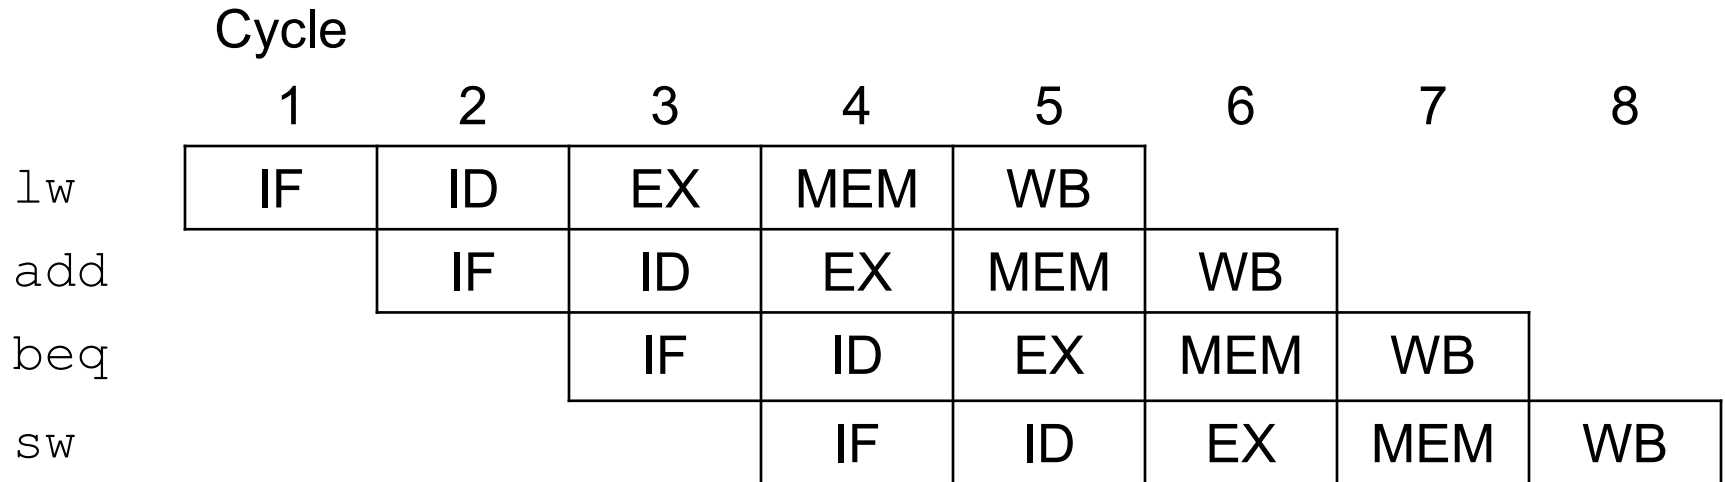 Cycle
1 2 3 4 5 6 7 8
lw IF ID EX MEM WB
add IF ID EX MEM WB
beq IF ID EX MEM WB
sw IF ID EX MEM WB